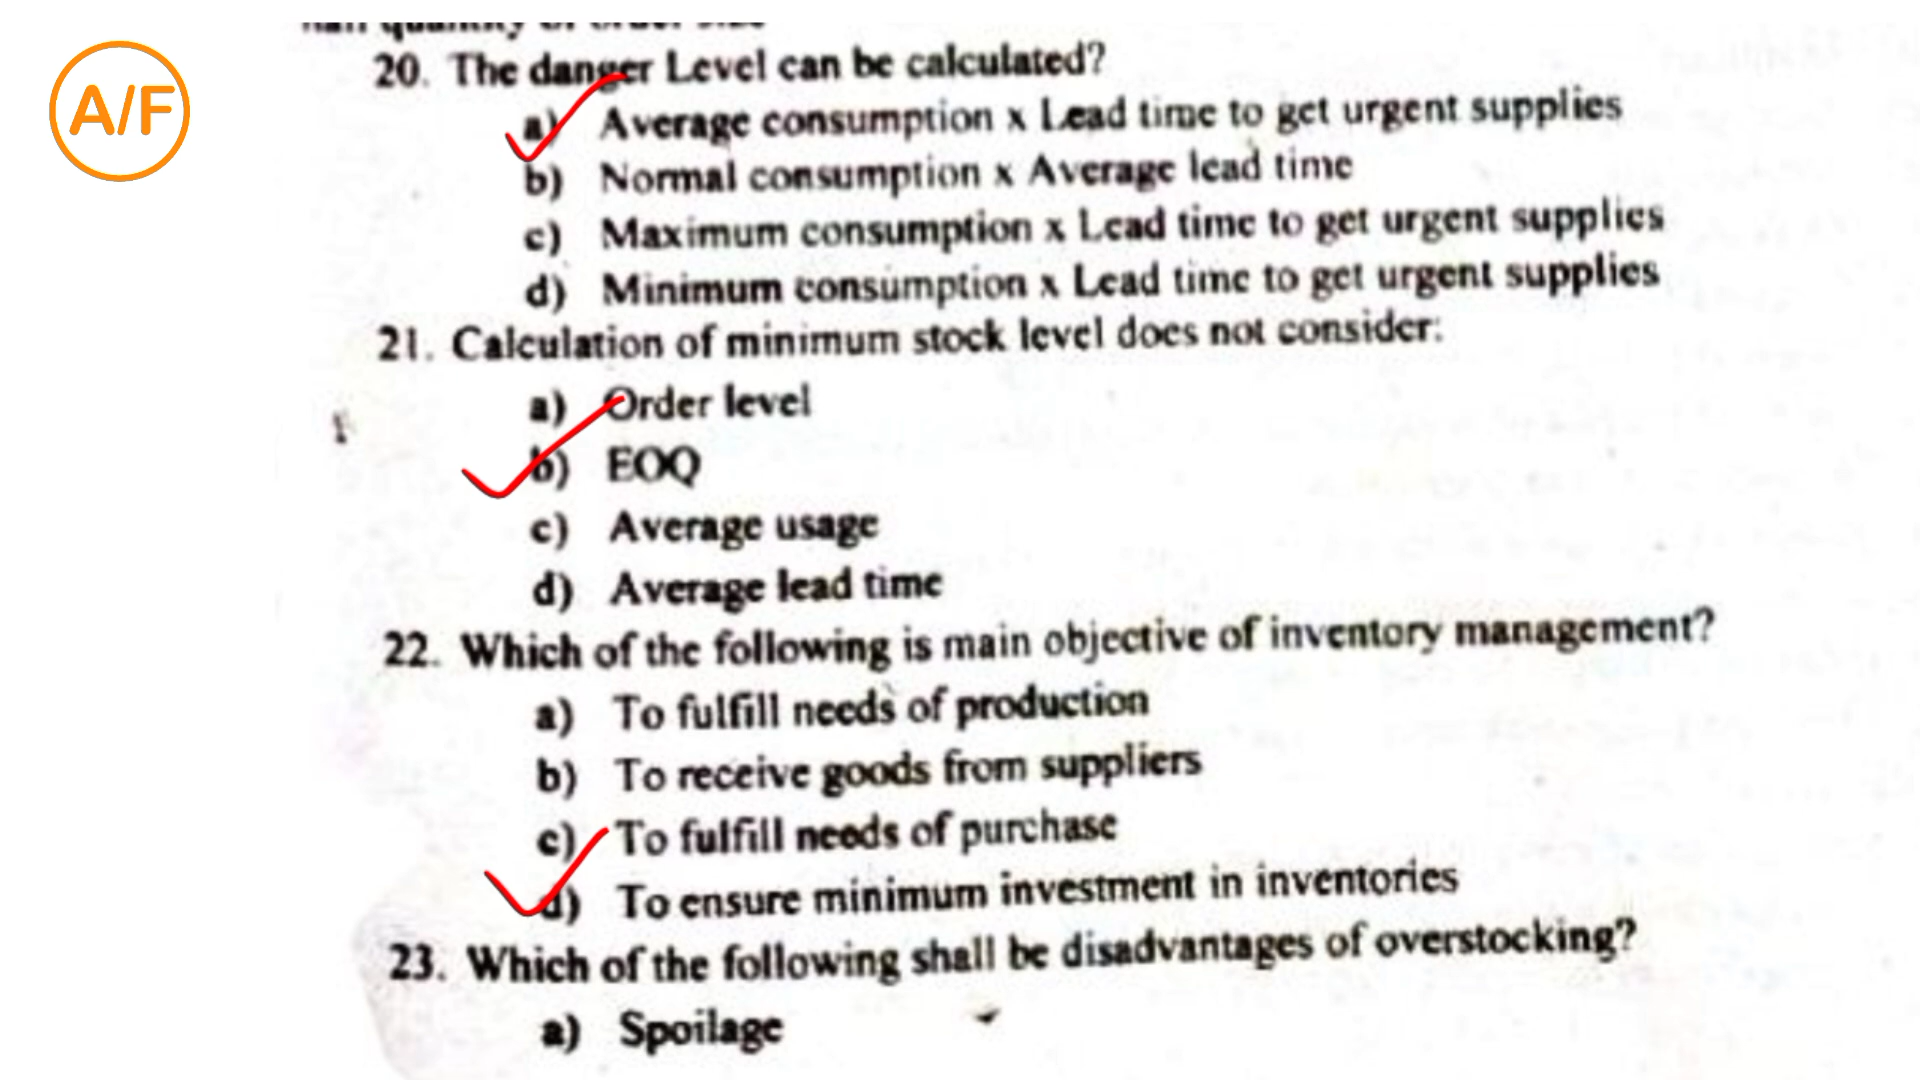 A/F
quantity of order size
20. The danger Level can be calculated?
a) Average consumption x Lead time to get urgent supplies
b) Normal consumption x Average lead time
c) Maximum consumption x Lead time to get urgent supplies
d) Minimum consumption x Lead time to get urgent supplies
21. Calculation of minimum stock level does not consider:
a) Order level
b) EOQ
c) Average usage
d) Average lead time
22. Which of the following is main objective of inventory management?
a) To fulfill needs of production
b) To receive goods from suppliers
c) To fulfill needs of purchase
d) To ensure minimum investment in inventories
23. Which of the following shall be disadvantages of overstocking?
a) Spoilage